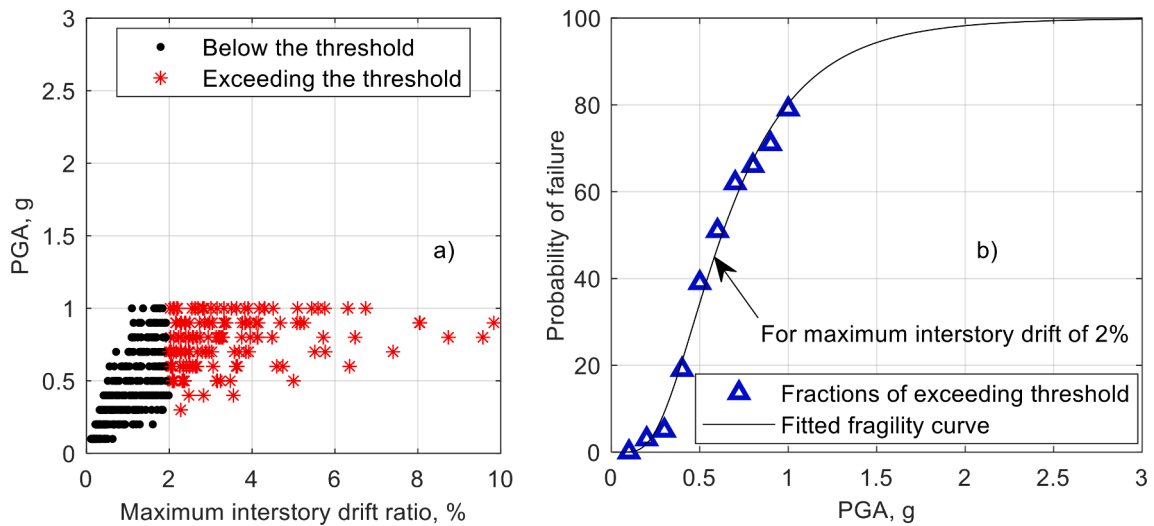 3
2.5
2
1.5
1
0.5
0
PGA, g
Below the threshold
Exceeding the threshold
a)
0
2
4
6
8
10
Maximum interstory drift ratio, %
100
80
60
40
20
0
Probability of failure
b)
For maximum interstory drift of 2%
Fractions of exceeding threshold
Fitted fragility curve
0
0.5
1
1.5
2
2.5
3
PGA, g